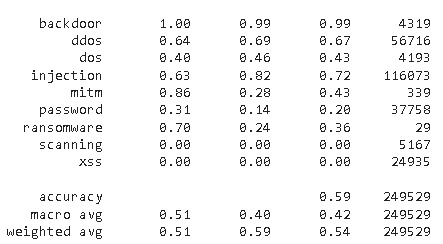 backdoor 1.00 0.99 0.99 4319
ddos 0.64 0.69 0.67 56716
dos 0.40 0.46 0.43 4193
injection 0.63 0.82 0.72 116073
mitm 0.86 0.28 0.43 339
password 0.31 0.14 0.20 37758
ransomware 0.70 0.24 0.36 29
scanning 0.00 0.00 0.00 5167
xss 0.00 0.00 0.00 24935
accuracy 0.59 249529
macro avg 0.51 0.40 0.42 249529
weighted avg 0.51 0.59 0.54 249529